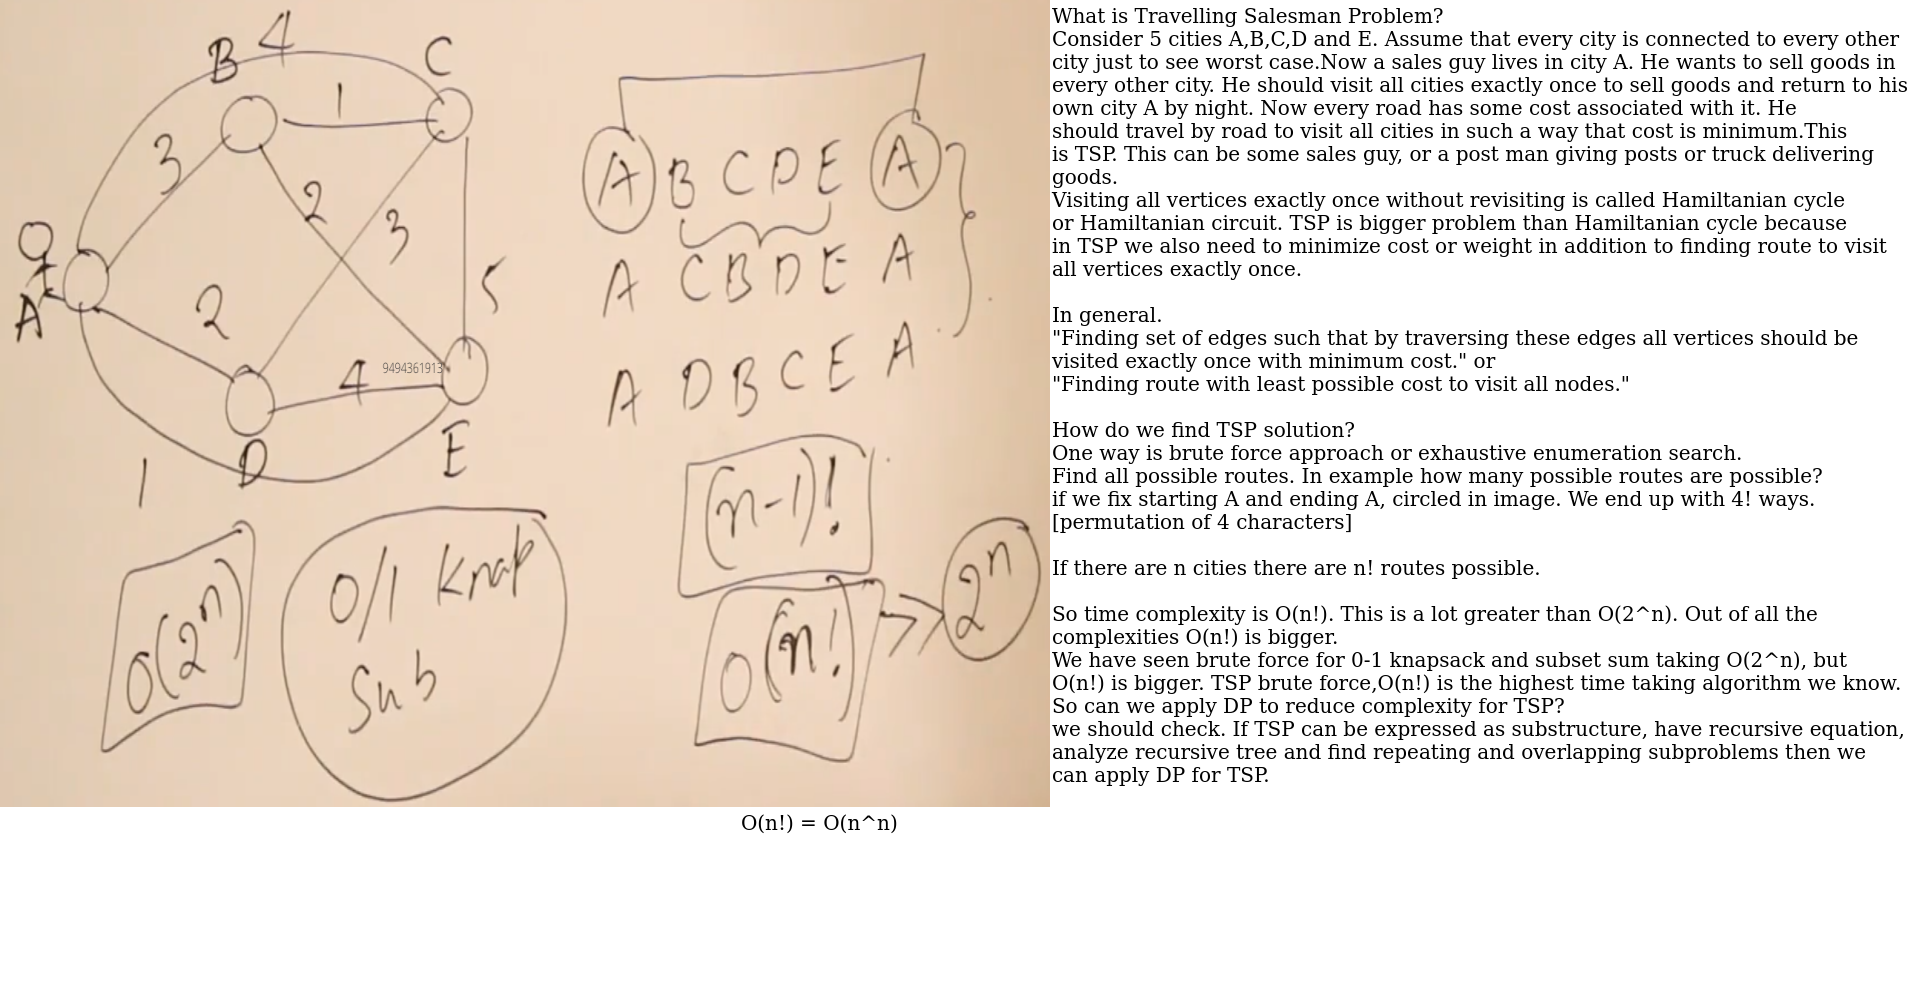 B 4 C
1
3
2
3
A
2
5
9494361913
4
D
E
1
A B C D E A
A C B D E A
A D B C E A
(n-1)!
O(2^n)
0/1 Knap
Sub
O(n!) >> 2^n
What is Travelling Salesman Problem?
Consider 5 cities A,B,C,D and E. Assume that every city is connected to every other
city just to see worst case.Now a sales guy lives in city A. He wants to sell goods in
every other city. He should visit all cities exactly once to sell goods and return to his
own city A by night. Now every road has some cost associated with it. He
should travel by road to visit all cities in such a way that cost is minimum.This
is TSP. This can be some sales guy, or a post man giving posts or truck delivering
goods.
Visiting all vertices exactly once without revisiting is called Hamiltanian cycle
or Hamiltanian circuit. TSP is bigger problem than Hamiltanian cycle because
in TSP we also need to minimize cost or weight in addition to finding route to visit
all vertices exactly once.
In general.
"Finding set of edges such that by traversing these edges all vertices should be
visited exactly once with minimum cost." or
"Finding route with least possible cost to visit all nodes."
How do we find TSP solution?
One way is brute force approach or exhaustive enumeration search.
Find all possible routes. In example how many possible routes are possible?
if we fix starting A and ending A, circled in image. We end up with 4! ways.
[permutation of 4 characters]
If there are n cities there are n! routes possible.
So time complexity is O(n!). This is a lot greater than O(2^n). Out of all the
complexities O(n!) is bigger.
We have seen brute force for 0-1 knapsack and subset sum taking O(2^n), but
O(n!) is bigger. TSP brute force,O(n!) is the highest time taking algorithm we know.
So can we apply DP to reduce complexity for TSP?
we should check. If TSP can be expressed as substructure, have recursive equation,
analyze recursive tree and find repeating and overlapping subproblems then we
can apply DP for TSP.
O(n!) = O(n^n)